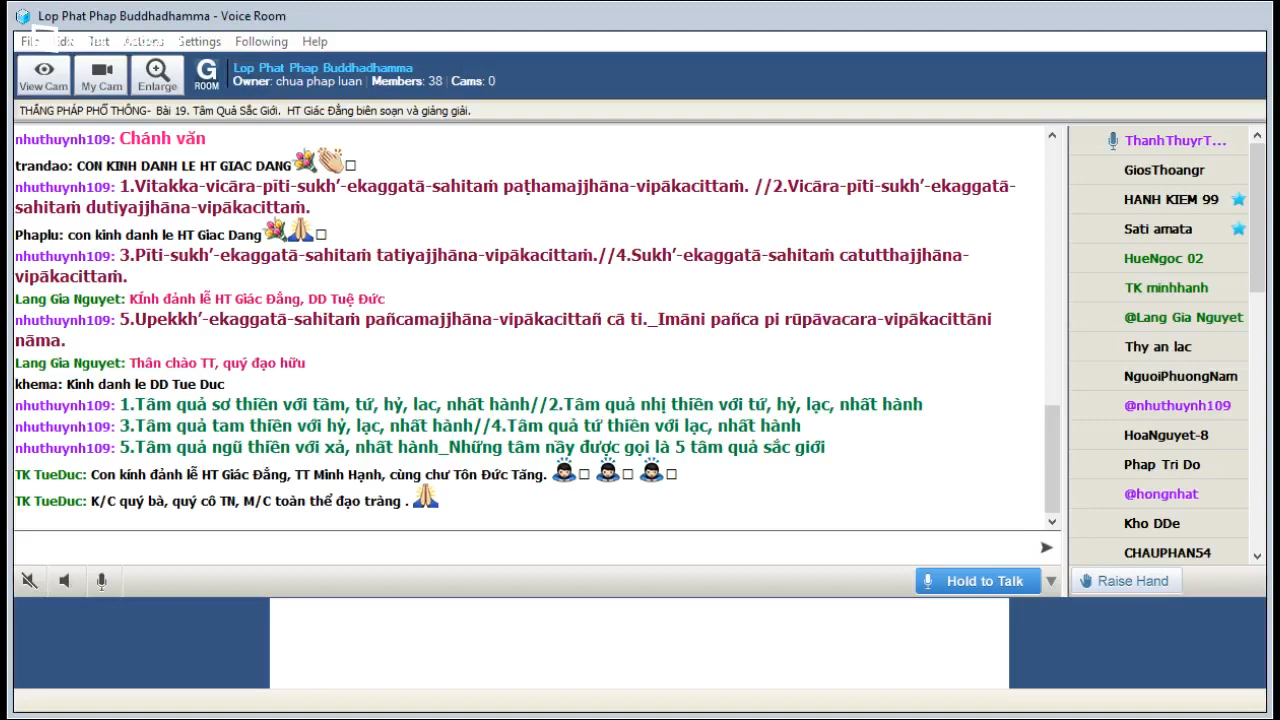 Lop Phat Phap Buddhadhamma - Voice Room
Settings Following Help
View Cam
My Cam
Enlarge
G
ROOM
Lop Phat Phap Buddhadhamma
Owner: chua phap luan | Members: 38 | Cams: 0
THẮNG PHÁP PHỔ THÔNG- Bài 19. Tâm Quả Sắc Giới. HT Giác Đẳng biên soạn và giảng giải.
nhuthuynh109: Chánh văn
trandao: CON KINH DANH LE HT GIAC DANG
nhuthuynh109: 1.Vitakka-vicāra-pīti-sukh’-ekaggatā-sahitaṁ paṭhamajjhāna-vipākacittaṁ. //2.Vicāra-pīti-sukh’-ekaggatā-
sahitaṁ dutiyajjhāna-vipākacittaṁ.
Phaplu: con kinh danh le HT Giac Dang
nhuthuynh109: 3.Pīti-sukh’-ekaggatā-sahitaṁ tatiyajjhāna-vipākacittaṁ.//4.Sukh’-ekaggatā-sahitaṁ catutthajjhāna-
vipākacittaṁ.
Lang Gia Nguyet: KÍnh đảnh lễ HT Giác Đẳng, DD Tuệ Đức
nhuthuynh109: 5.Upekkh’-ekaggatā-sahitaṁ pañcamajjhāna-vipākacittañ cā ti._Imāni pañca pi rūpāvacara-vipākacittāni
nāma.
Lang Gia Nguyet: Thân chào TT, quý đạo hữu
khema: Kinh danh le DD Tue Duc
nhuthuynh109: 1.Tâm quả sơ thiền với tầm, tứ, hỷ, lac, nhất hành//2.Tâm quả nhị thiền với tứ, hỷ, lạc, nhất hành
nhuthuynh109: 3.Tâm quả tam thiền với hỷ, lạc, nhất hành//4.Tâm quả tứ thiền với lạc, nhất hành
nhuthuynh109: 5.Tâm quả ngũ thiền với xả, nhất hành_Những tâm nầy được gọi là 5 tâm quả sắc giới
TK TueDuc: Con kính đảnh lễ HT Giác Đẳng, TT Minh Hạnh, cùng chư Tôn Đức Tăng.
TK TueDuc: K/C quý bà, quý cô TN, M/C toàn thể đạo tràng .
Hold to Talk
ThanhThuyrT...
GiosThoangr
HANH KIEM 99
Sati amata
HueNgoc 02
TK minhhanh
@Lang Gia Nguyet
Thy an lac
NguoiPhuongNam
@nhuthuynh109
HoaNguyet-8
Phap Tri Do
@hongnhat
Kho DDe
CHAUPHAN54
Raise Hand